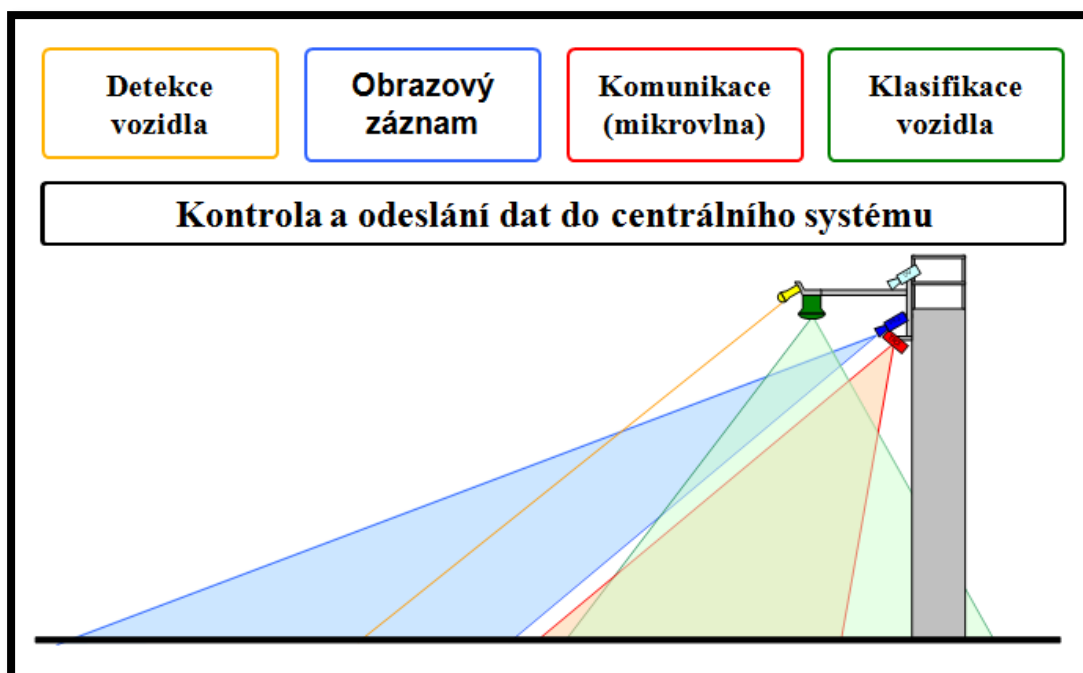 Detekce
vozidla
Obrazový
záznam
Komunikace
(mikrovlna)
Klasifikace
vozidla
Kontrola a odeslání dat do centrálního systému